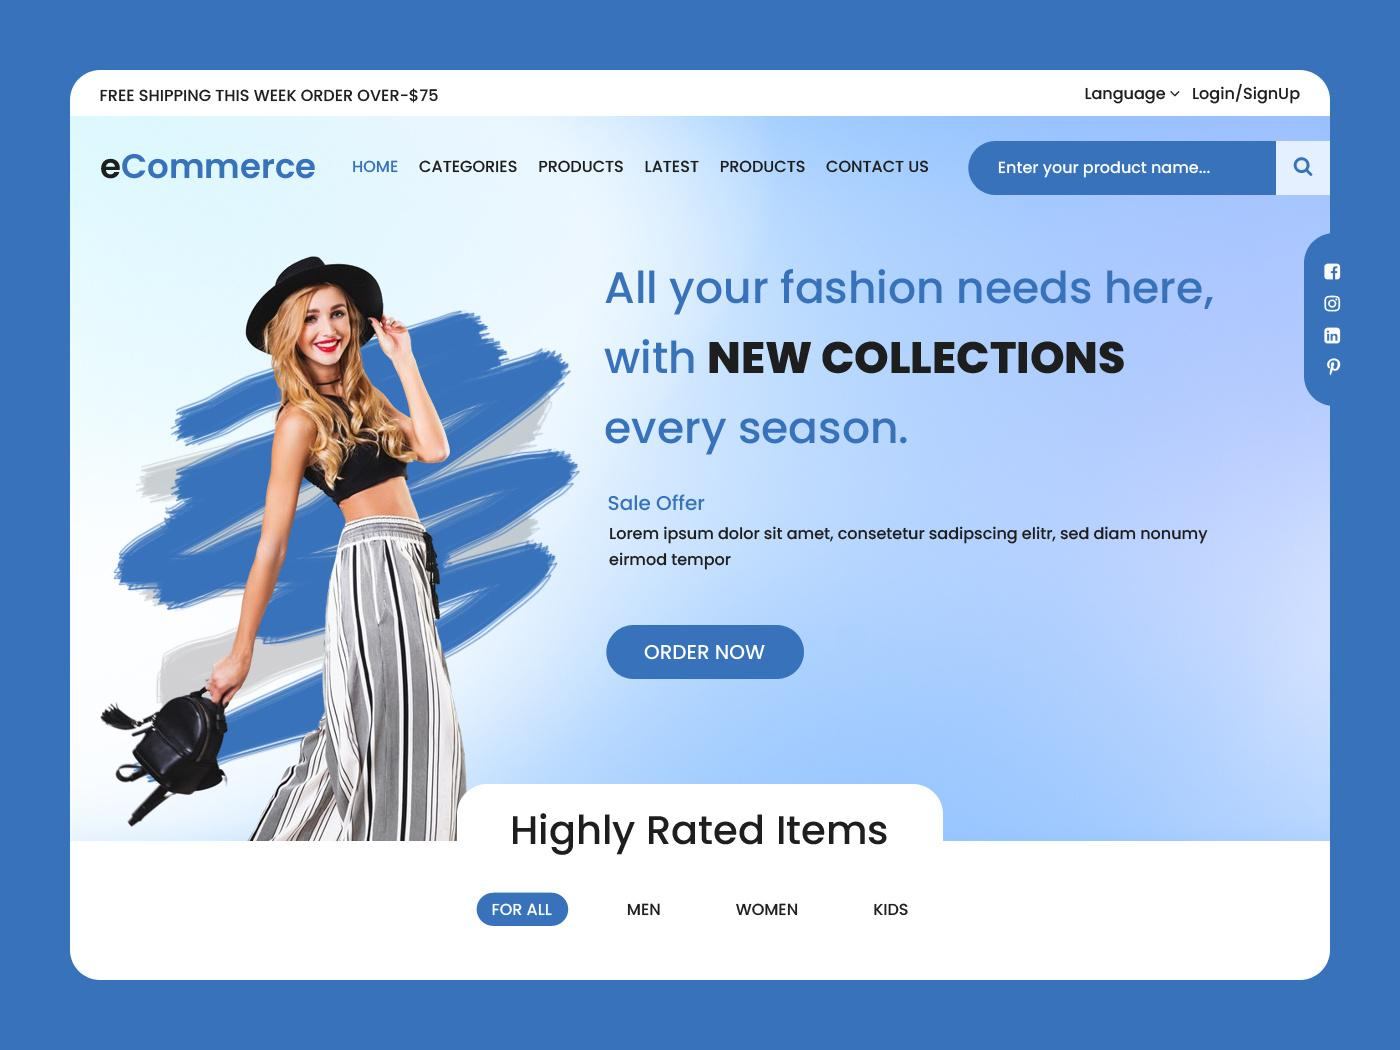 FREE SHIPPING THIS WEEK ORDER OVER-$75
Language Login/SignUp
eCommerce HOME CATEGORIES PRODUCTS LATEST PRODUCTS CONTACT US Enter your product name...
All your fashion needs here,
with NEW COLLECTIONS
every season.
Sale Offer
Lorem ipsum dolor sit amet, consetetur sadipscing elitr, sed diam nonumy
eirmod tempor
ORDER NOW
Highly Rated Items
FOR ALL MEN WOMEN KIDS